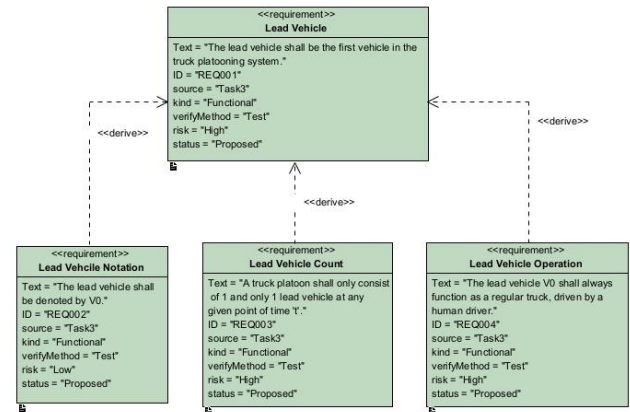 <<requirement>>
Lead Vehicle
Text = "The lead vehicle shall be the first vehicle in the
truck platooning system."
ID = "REQ001"
source = "Task3"
kind = "Functional"
verifyMethod = "Test"
risk = "High"
status = "Proposed"
<<derive>>
<<derive>>
<<derive>>
<<requirement>>
Lead Vehcile Notation
Text = "The lead vehicle shall
be denoted by V0."
ID = "REQ002"
source = "Task3"
kind = "Functional"
verifyMethod = "Test"
risk = "Low"
status = "Proposed"
<<requirement>>
Lead Vehicle Count
Text = "A truck platoon shall only consist
of 1 and only 1 lead vehicle at any
given point of time 't'."
ID = "REQ003"
source = "Task3"
kind = "Functional"
verifyMethod = "Test"
risk = "High"
status = "Proposed"
<<requirement>>
Lead Vehicle Operation
Text = "The lead vehicle V0 shall always
function as a regular truck, driven by a
human driver."
ID = "REQ004"
source = "Task3"
kind = "Functional"
verifyMethod = "Test"
risk = "High"
status = "Proposed"